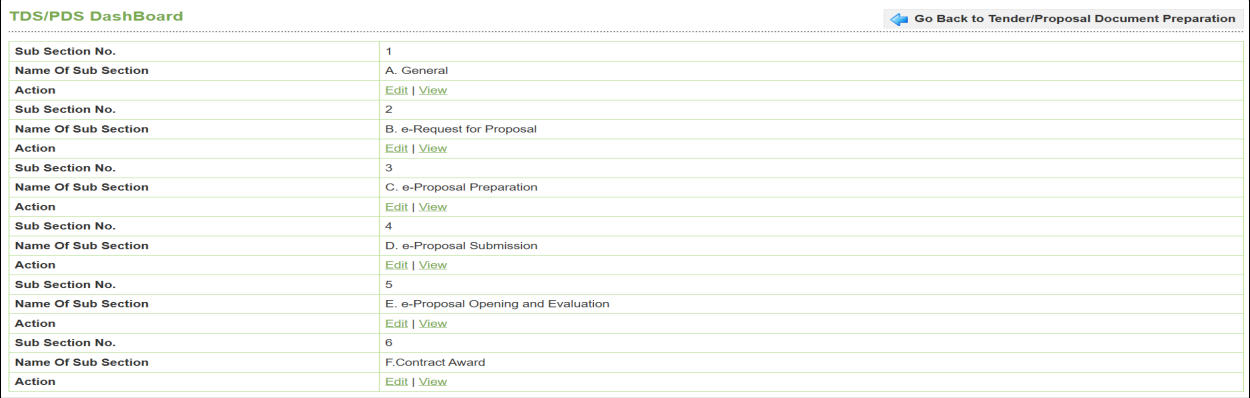 TDS/PDS DashBoard
Go Back to Tender/Proposal Document Preparation
Sub Section No. 1
Name Of Sub Section A. General
Action Edit | View
Sub Section No. 2
Name Of Sub Section B. e-Request for Proposal
Action Edit | View
Sub Section No. 3
Name Of Sub Section C. e-Proposal Preparation
Action Edit | View
Sub Section No. 4
Name Of Sub Section D. e-Proposal Submission
Action Edit | View
Sub Section No. 5
Name Of Sub Section E. e-Proposal Opening and Evaluation
Action Edit | View
Sub Section No. 6
Name Of Sub Section F.Contract Award
Action Edit | View